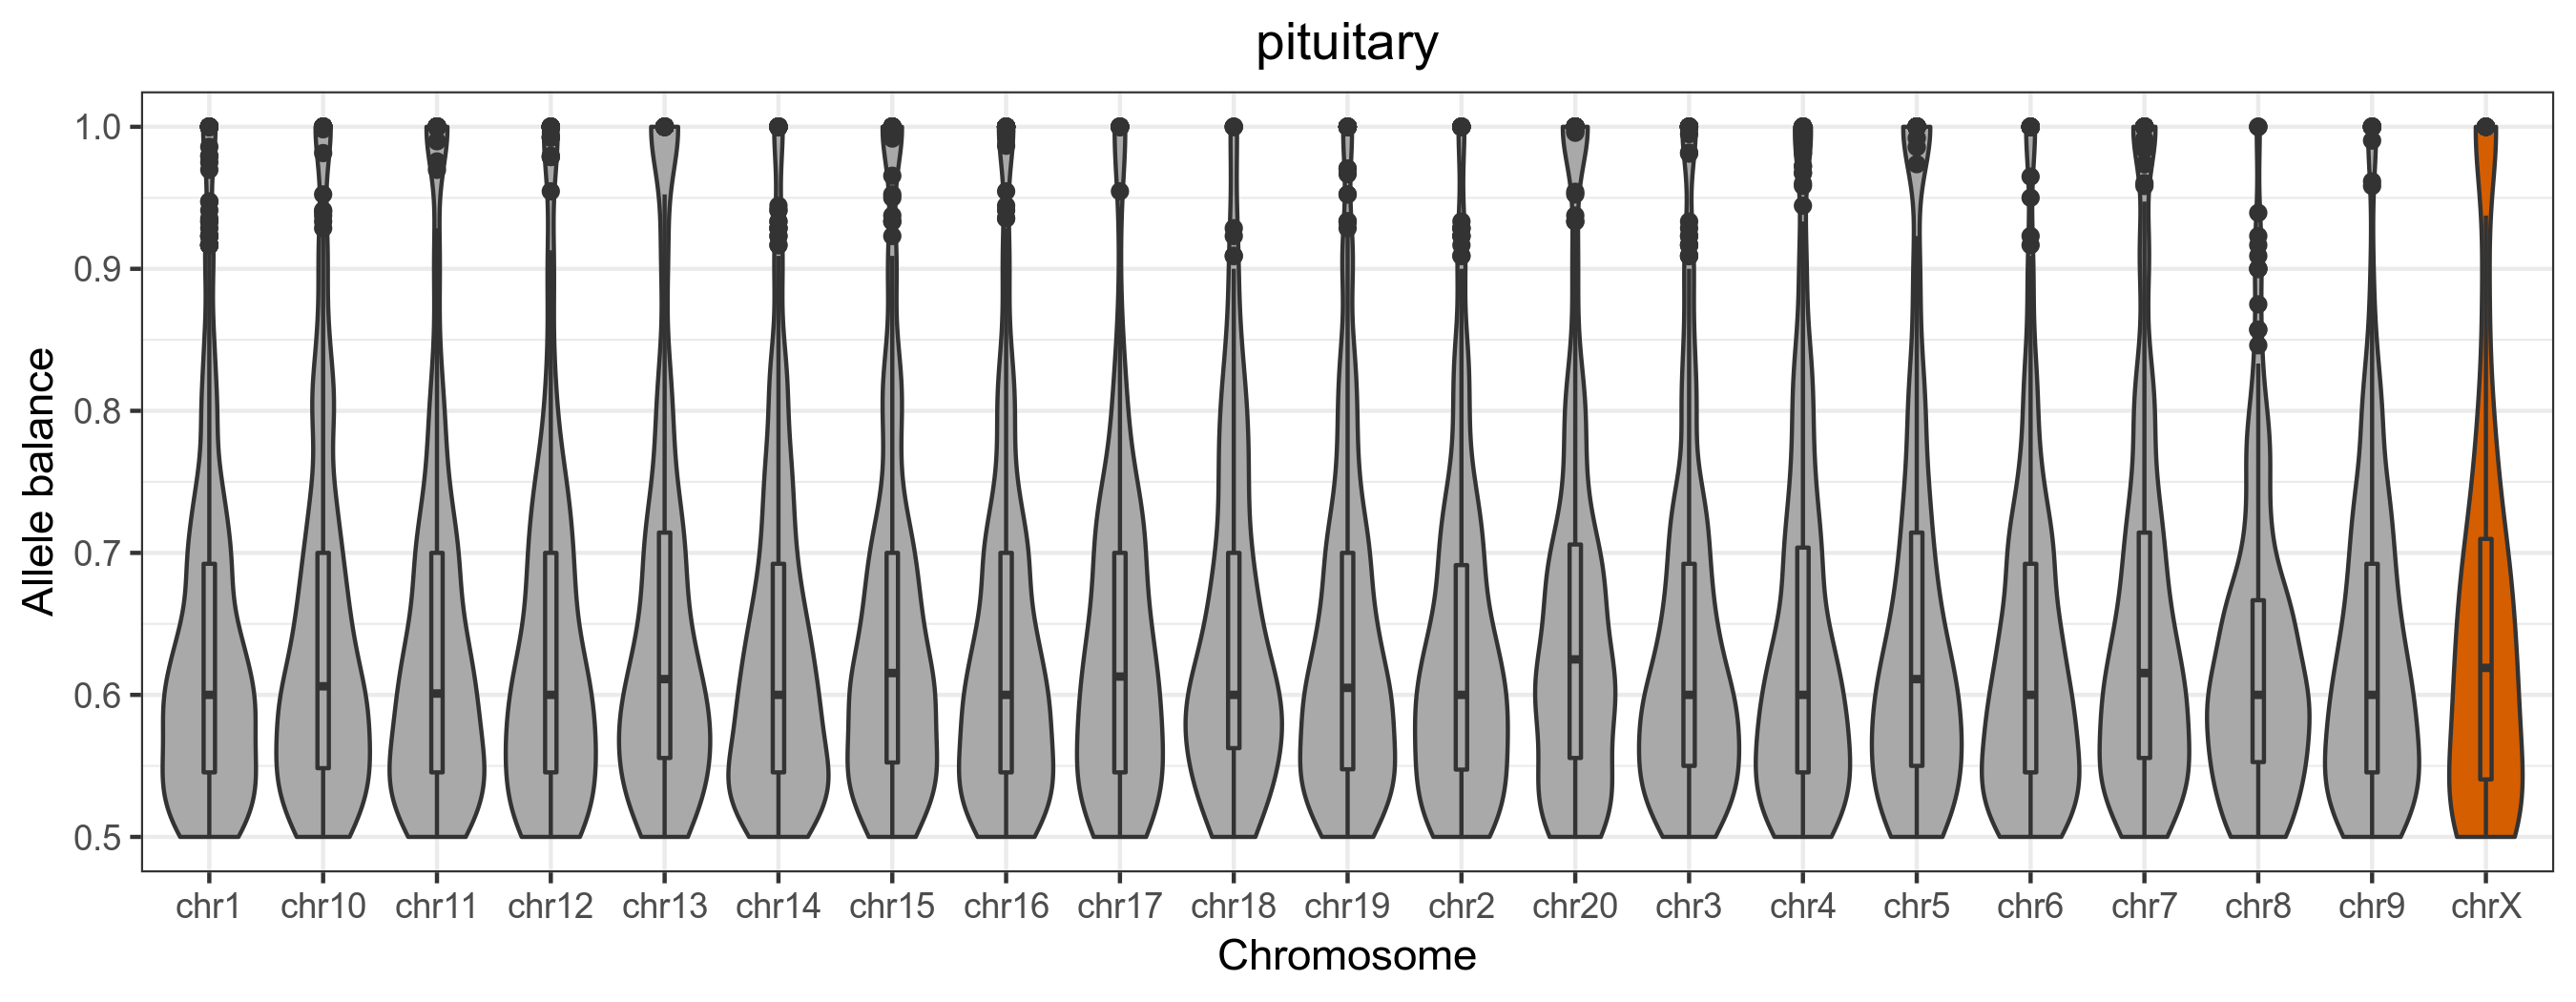 pituitary
1.0
0.9
0.8
0.7
0.6
0.5
Allele balance
chr1 chr10 chr11 chr12 chr13 chr14 chr15 chr16 chr17 chr18 chr19 chr2 chr20 chr3 chr4 chr5 chr6 chr7 chr8 chr9 chrX
Chromosome